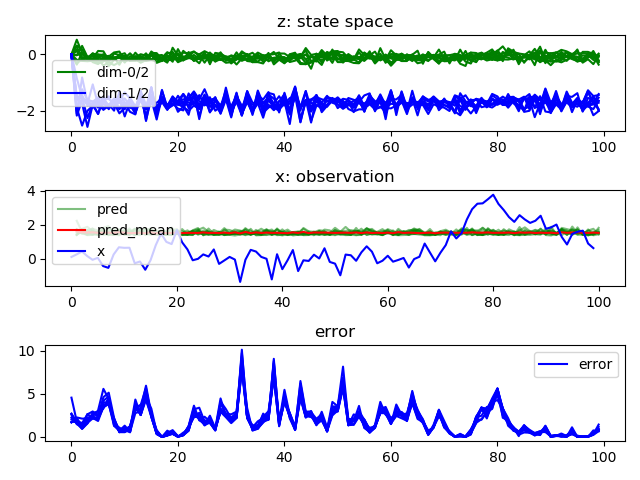 z: state space
0
−2
dim-0/2
dim-1/2
0 20 40 60 80 100
x: observation
4
2
0
pred
pred_mean
x
0 20 40 60 80 100
error
10
5
0
error
0 20 40 60 80 100